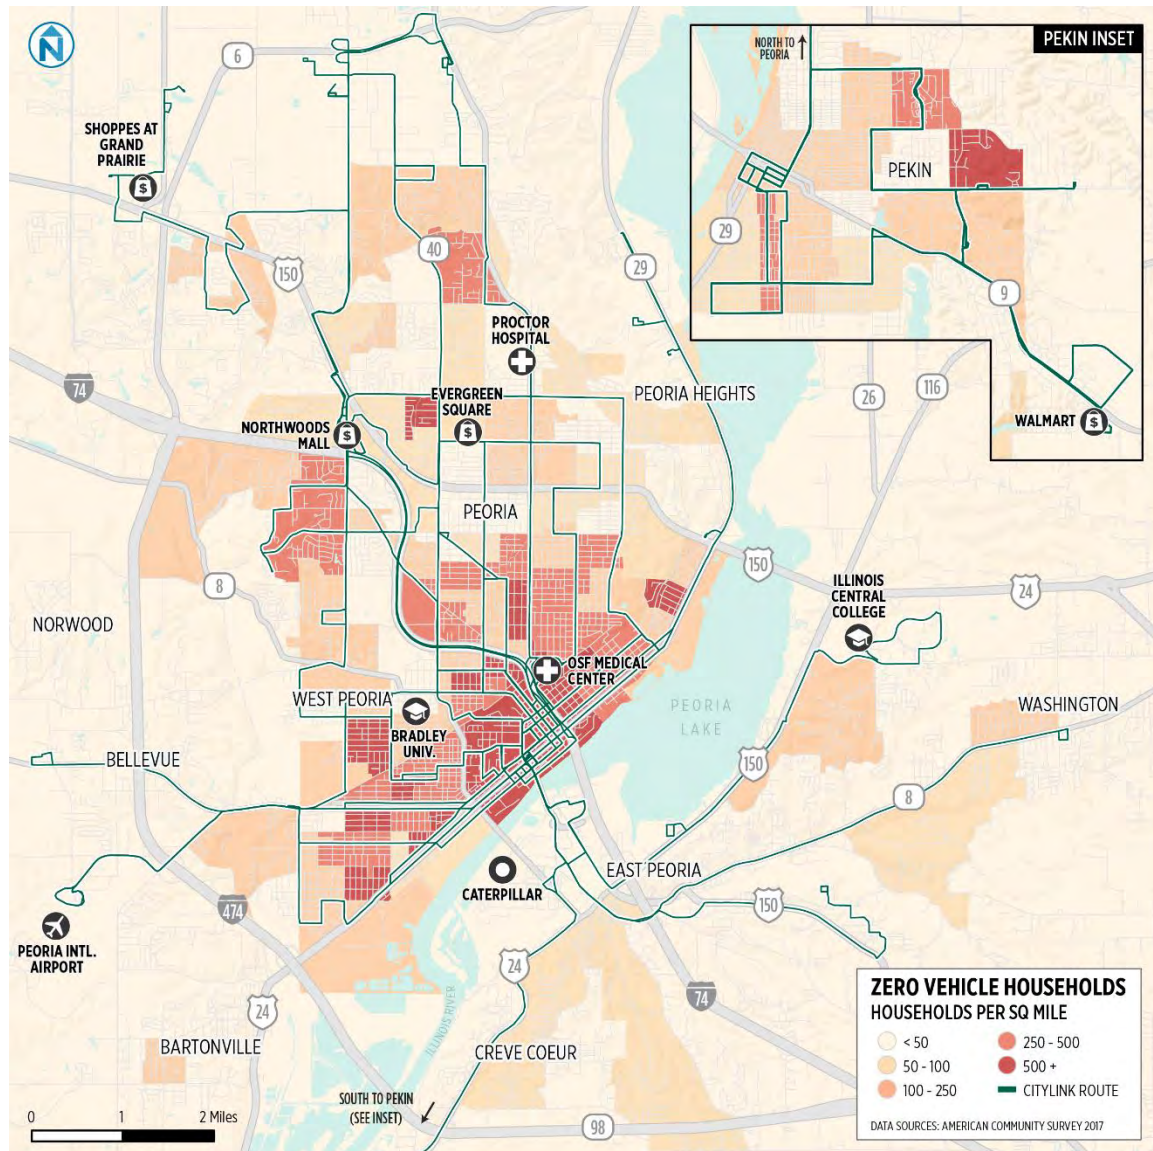 N
PEKIN INSET
NORTH TO
PEORIA
6
SHOPPES AT
GRAND
PRAIRIE
$
PEKIN
29
40
150
29
9
PROCTOR
HOSPITAL
74
EVERGREEN
SQUARE
$
PEORIA HEIGHTS
26
116
NORTHWOODS
MALL
$
WALMART
$
PEORIA
150
8
ILLINOIS
CENTRAL
COLLEGE
24
NORWOOD
OSF MEDICAL
CENTER
WEST PEORIA
BRADLEY
UNIV.
PEORIA
LAKE
WASHINGTON
BELLEVUE
150
8
EAST PEORIA
CATERPILLAR
474
150
PEORIA INTL.
AIRPORT
24
74
24
ILLINOIS RIVER
BARTONVILLE
CREVE COEUR
SOUTH TO PEKIN
(SEE INSET)
98
0 1 2 Miles
ZERO VEHICLE HOUSEHOLDS
HOUSEHOLDS PER SQ MILE
< 50
50 - 100
100 - 250
250 - 500
500 +
CITYLINK ROUTE
DATA SOURCES: AMERICAN COMMUNITY SURVEY 2017